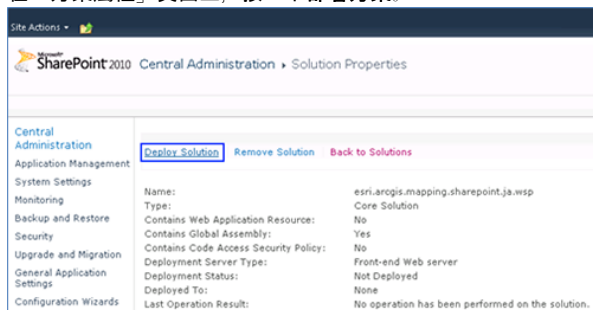 Site Actions
Microsoft
SharePoint 2010 Central Administration ▸ Solution Properties
Central Administration
Application Management
System Settings
Monitoring
Backup and Restore
Security
Upgrade and Migration
General Application Settings
Configuration Wizards
Deploy Solution Remove Solution Back to Solutions
Name: esri.arcgis.mapping.sharepoint.ja.wsp
Type: Core Solution
Contains Web Application Resource: No
Contains Global Assembly: Yes
Contains Code Access Security Policy: No
Deployment Server Type: Front-end Web server
Deployment Status: Not Deployed
Deployed To: None
Last Operation Result: No operation has been performed on the solution.